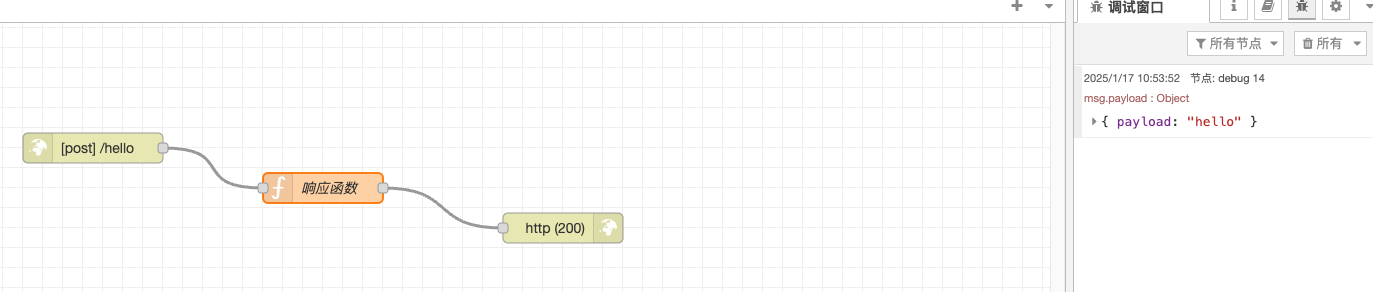 调试窗口
所有节点
所有
2025/1/17 10:53:52 节点: debug 14
msg.payload : Object
{ payload: "hello" }
[post] /hello
响应函数
http (200)